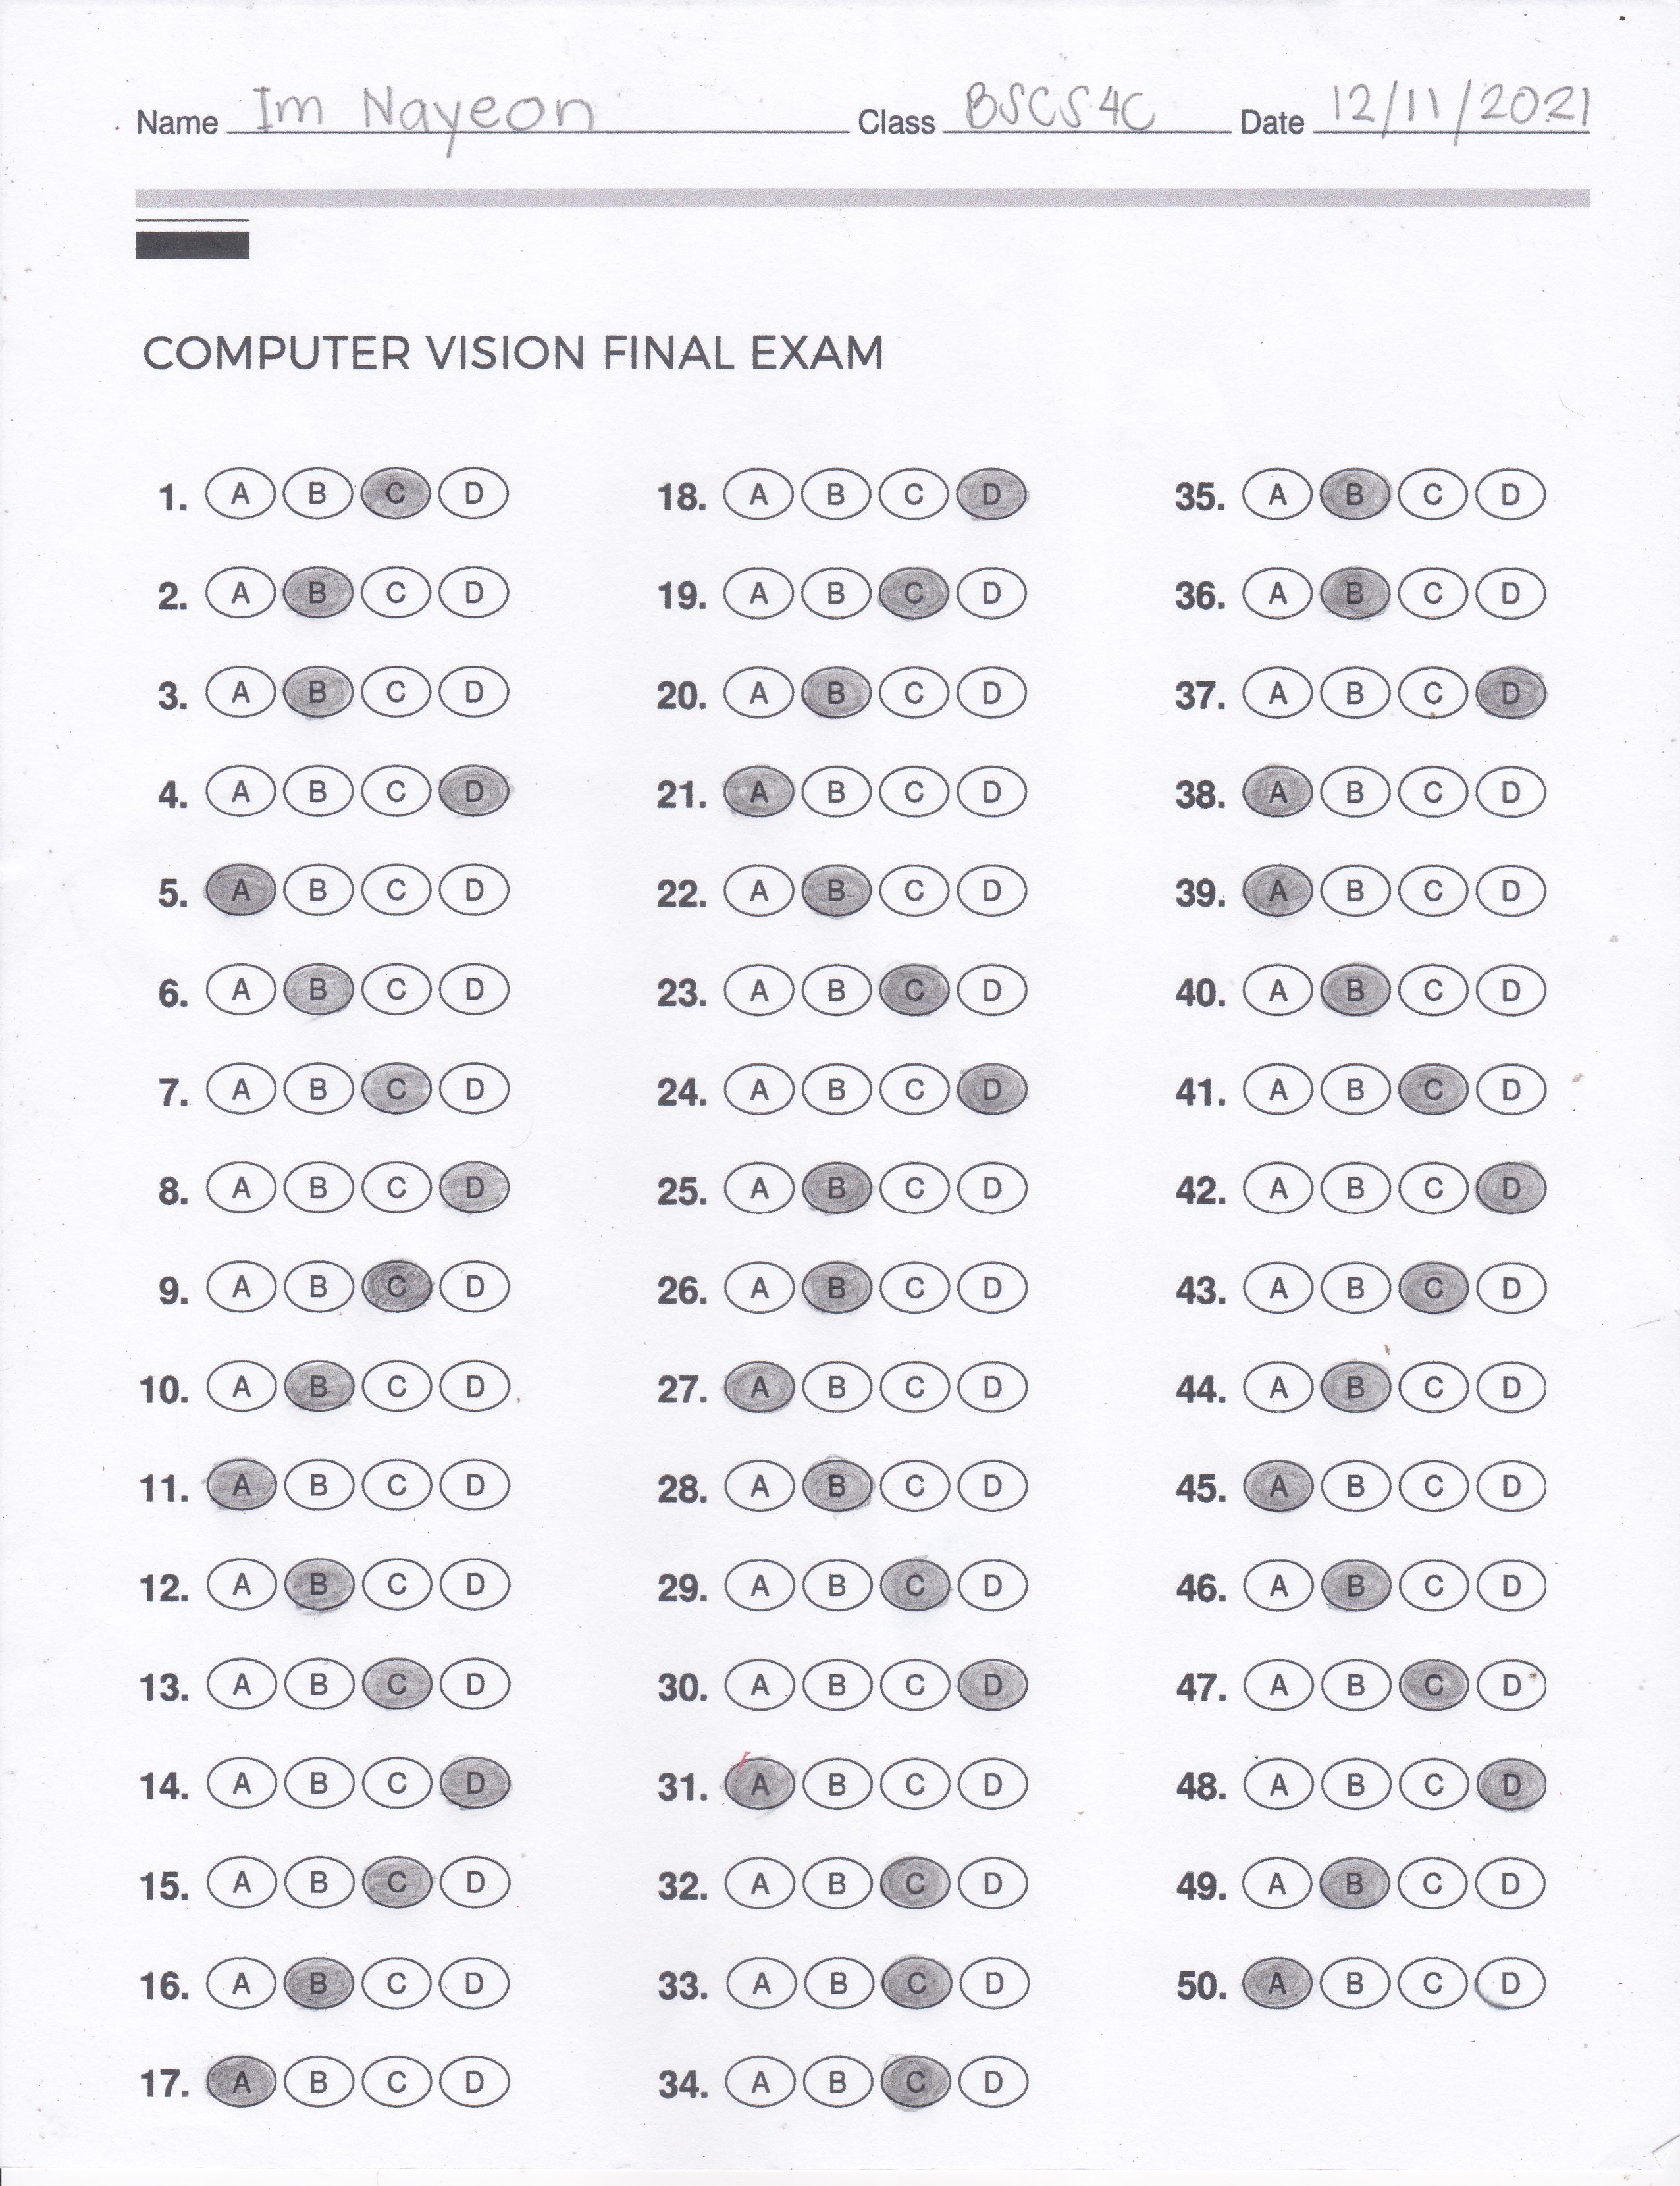 Name Im Nayeon Class BSCS4C Date 12/11/2021
COMPUTER VISION FINAL EXAM
1. A B C D
2. A B C D
3. A B C D
4. A B C D
5. A B C D
6. A B C D
7. A B C D
8. A B C D
9. A B C D
10. A B C D
11. A B C D
12. A B C D
13. A B C D
14. A B C D
15. A B C D
16. A B C D
17. A B C D
18. A B C D
19. A B C D
20. A B C D
21. A B C D
22. A B C D
23. A B C D
24. A B C D
25. A B C D
26. A B C D
27. A B C D
28. A B C D
29. A B C D
30. A B C D
31. A B C D
32. A B C D
33. A B C D
34. A B C D
35. A B C D
36. A B C D
37. A B C D
38. A B C D
39. A B C D
40. A B C D
41. A B C D
42. A B C D
43. A B C D
44. A B C D
45. A B C D
46. A B C D
47. A B C D
48. A B C D
49. A B C D
50. A B C D